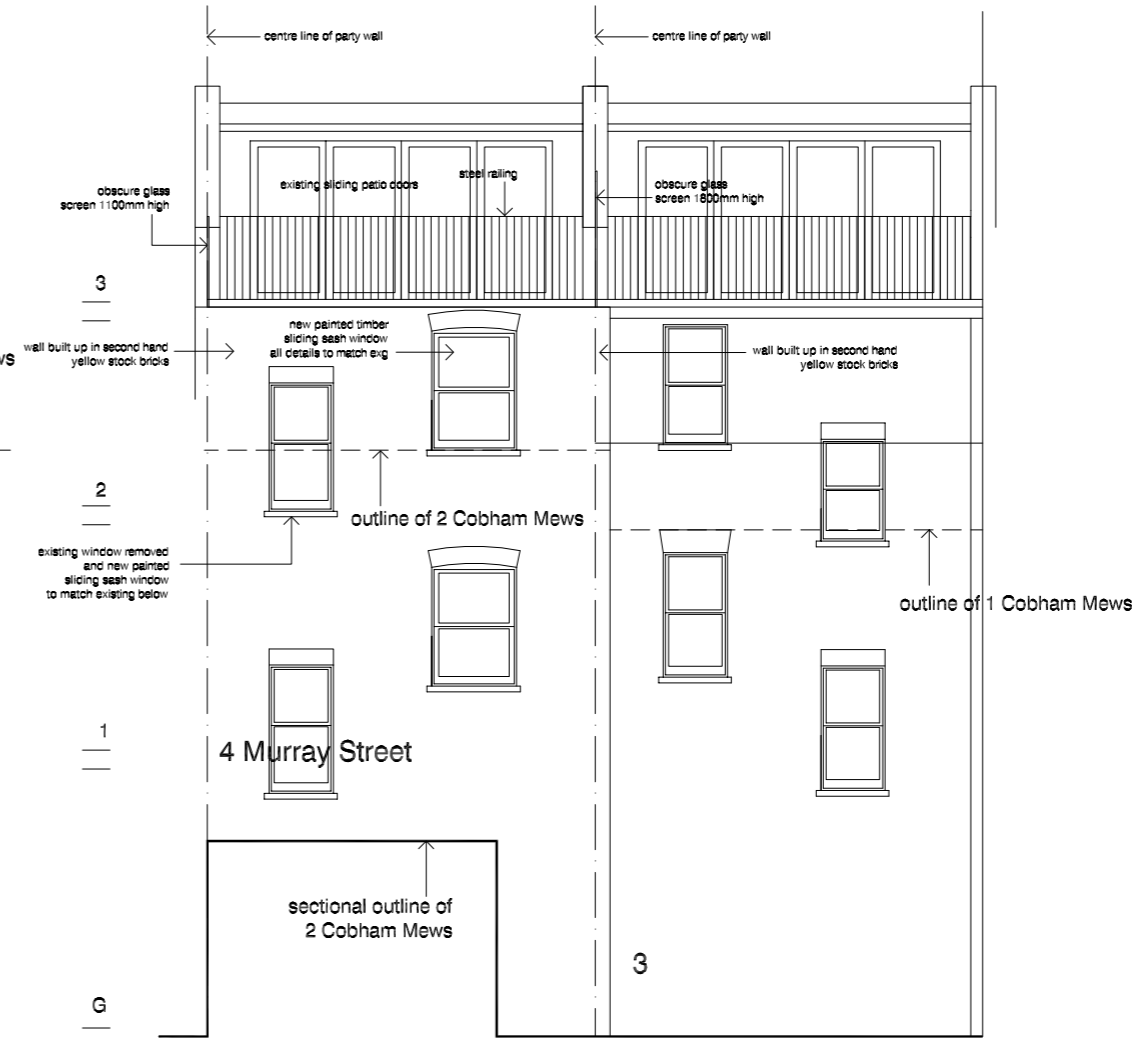 centre line of party wall
centre line of party wall
existing sliding patio doors
steel railing
obscure glass
screen 1100mm high
obscure glass
screen 1800mm high
3
new painted timber
sliding sash window
all details to match exg
wall built up in second hand
yellow stock bricks
wall built up in second hand
yellow stock bricks
2
outline of 2 Cobham Mews
existing window removed
and new painted
sliding sash window
to match existing below
outline of 1 Cobham Mews
1
4 Murray Street
sectional outline of
2 Cobham Mews
3
G